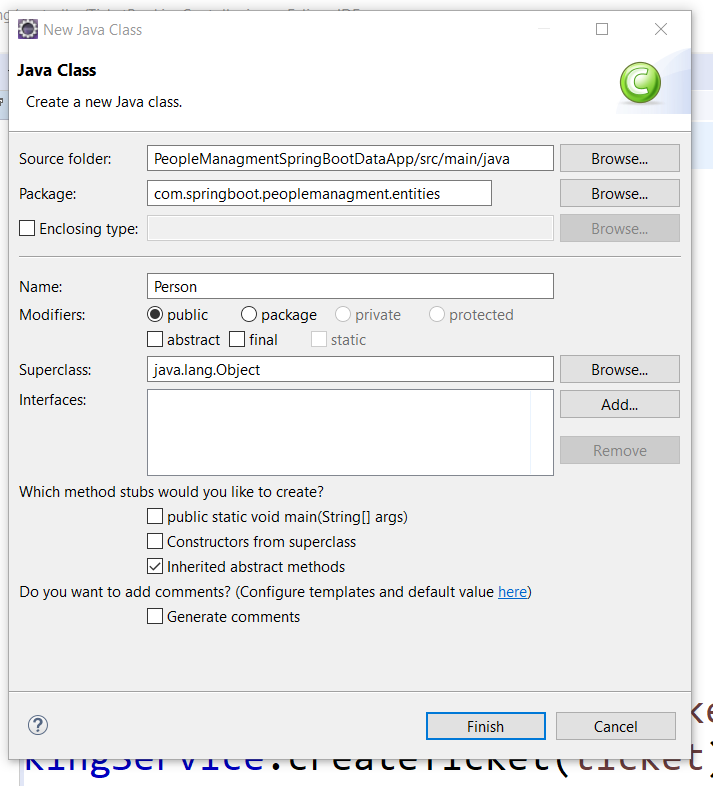 New Java Class
Java Class
Create a new Java class.
Source folder: PeopleManagmentSpringBootDataApp/src/main/java Browse...
Package: com.springboot.peoplemanagment.entities Browse...
Enclosing type: Browse...
Name: Person
Modifiers: public package private protected
abstract final static
Superclass: java.lang.Object Browse...
Interfaces: Add...
Remove
Which method stubs would you like to create?
public static void main(String[] args)
Constructors from superclass
Inherited abstract methods
Do you want to add comments? (Configure templates and default value here)
Generate comments
Finish Cancel
kingService.createTicket(ticket)